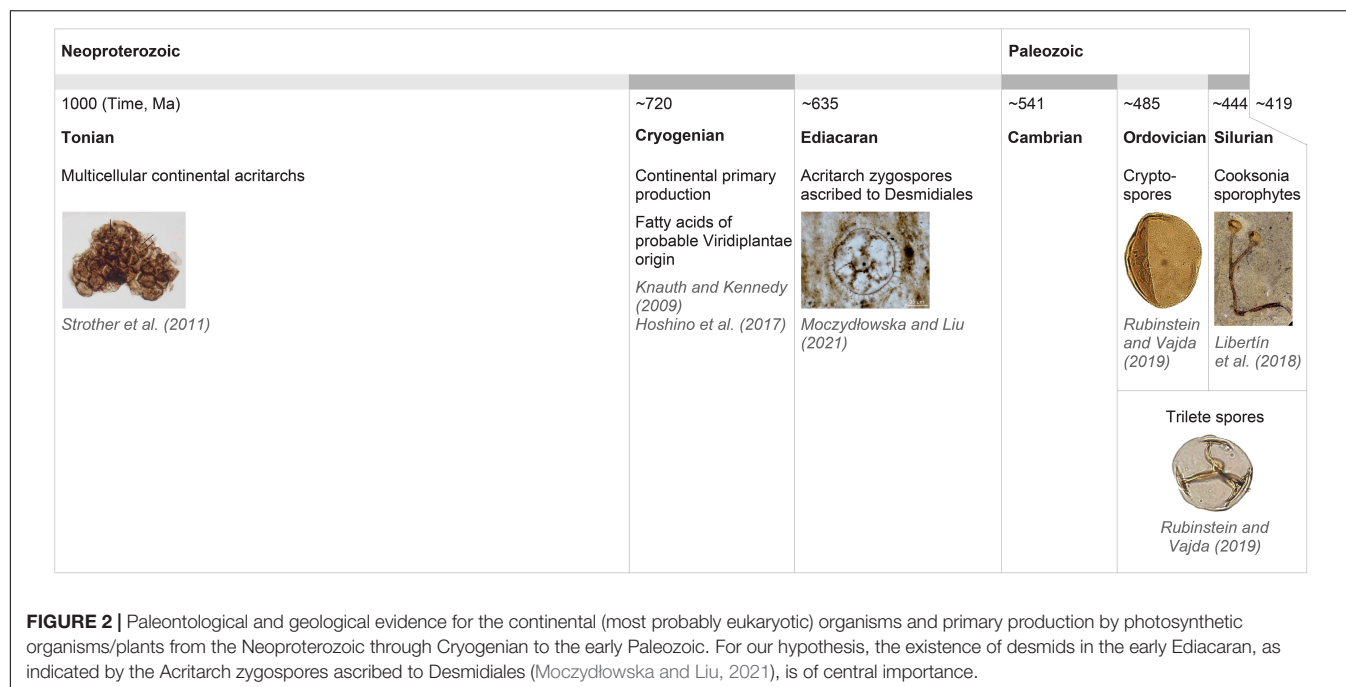 Neoproterozoic
Paleozoic
1000 (Time, Ma)
~720
~635
~541
~485
~444
~419
Tonian
Cryogenian
Ediacaran
Cambrian
Ordovician
Silurian
Multicellular continental acritarchs
Strother et al. (2011)
Continental primary
production
Fatty acids of
probable Viridiplantae
origin
Knauth and Kennedy
(2009)
Hoshino et al. (2017)
Acritarch zygospores
ascribed to Desmidiales
Moczydłowska and Liu
(2021)
Crypto-
spores
Rubinstein
and Vajda
(2019)
Cooksonia
sporophytes
Libertín
et al. (2018)
Trilete spores
Rubinstein and
Vajda (2019)
FIGURE 2 | Paleontological and geological evidence for the continental (most probably eukaryotic) organisms and primary production by photosynthetic
organisms/plants from the Neoproterozoic through Cryogenian to the early Paleozoic. For our hypothesis, the existence of desmids in the early Ediacaran, as
indicated by the Acritarch zygospores ascribed to Desmidiales (Moczydłowska and Liu, 2021), is of central importance.